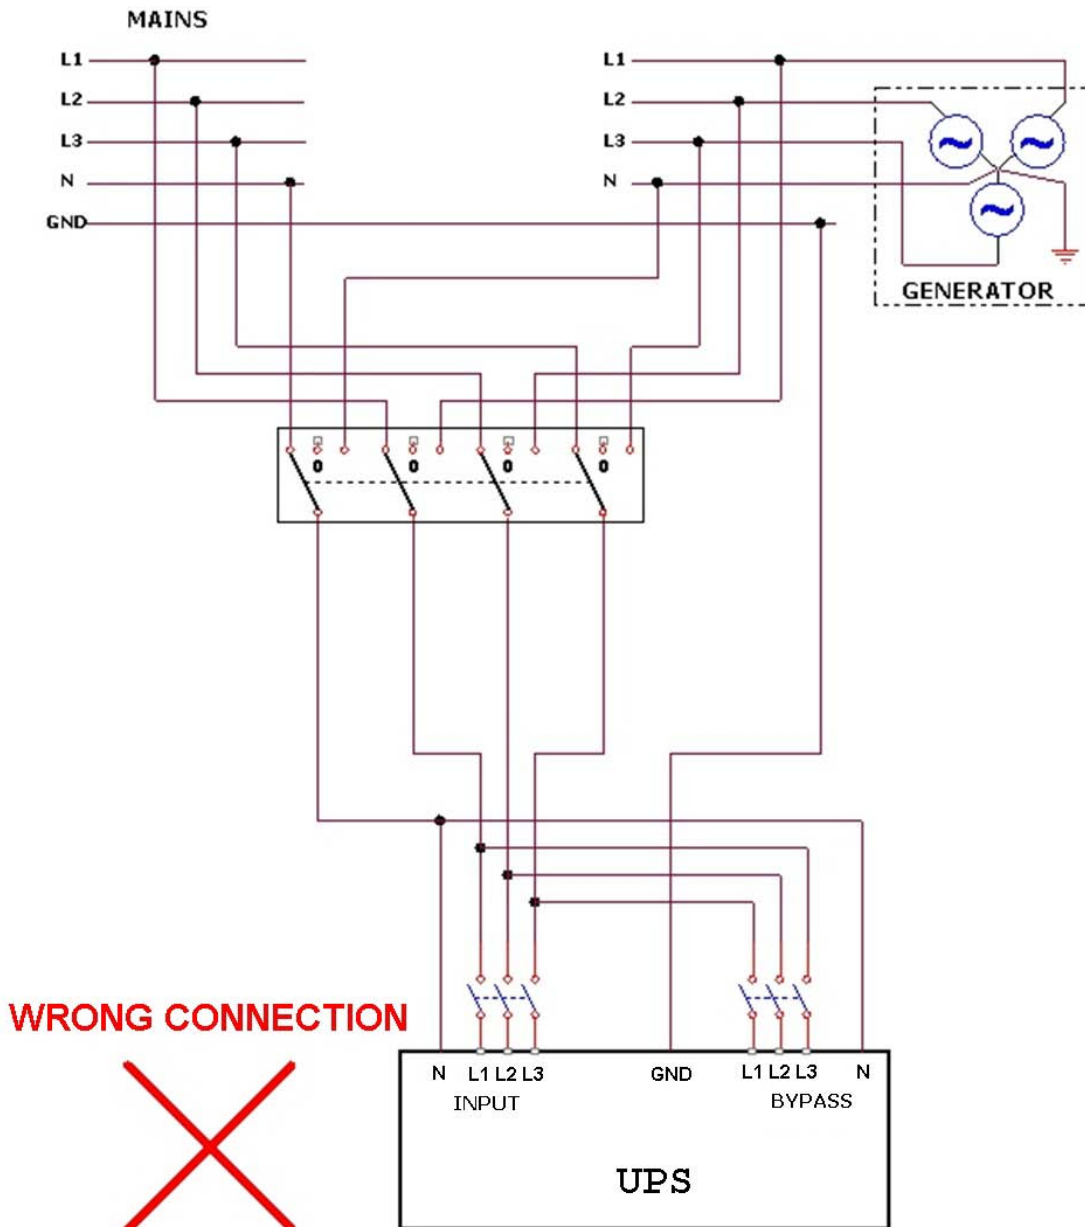 MAINS
L1 L1
L2 L2
L3 L3
N N
GND
GENERATOR
0 0 0 0
WRONG CONNECTION
N L1 L2 L3 GND L1 L2 L3 N
INPUT BYPASS
UPS